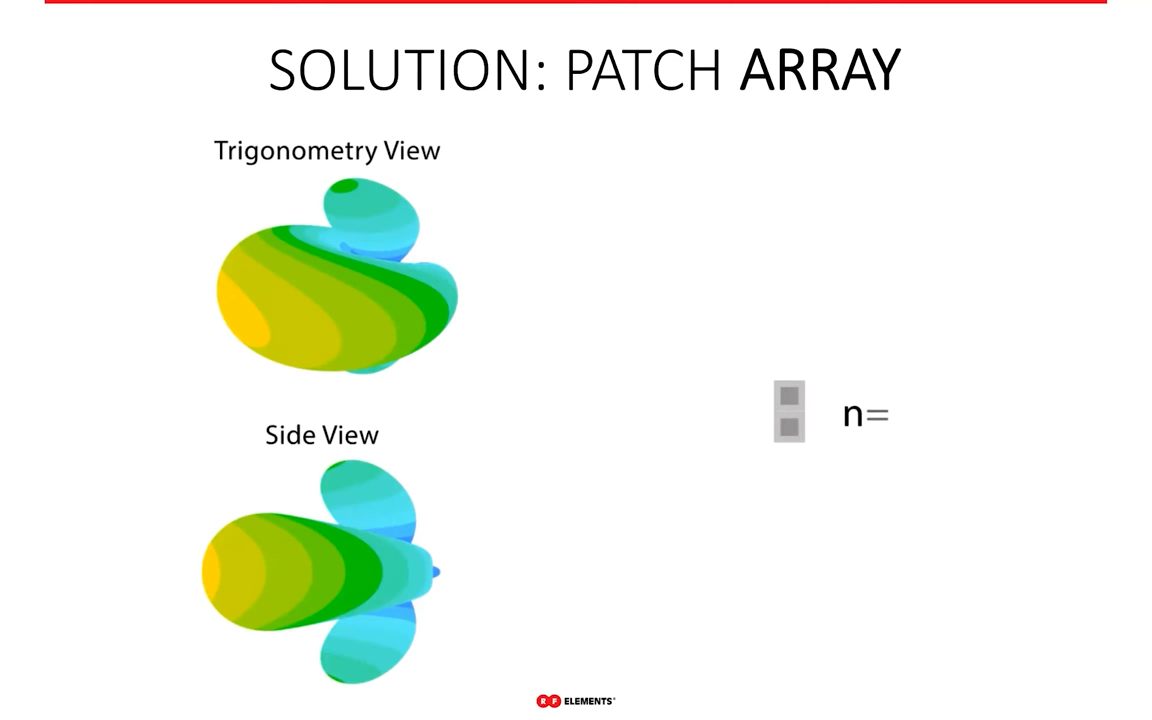 SOLUTION: PATCH ARRAY
Trigonometry View
n=
Side View
RF ELEMENTS